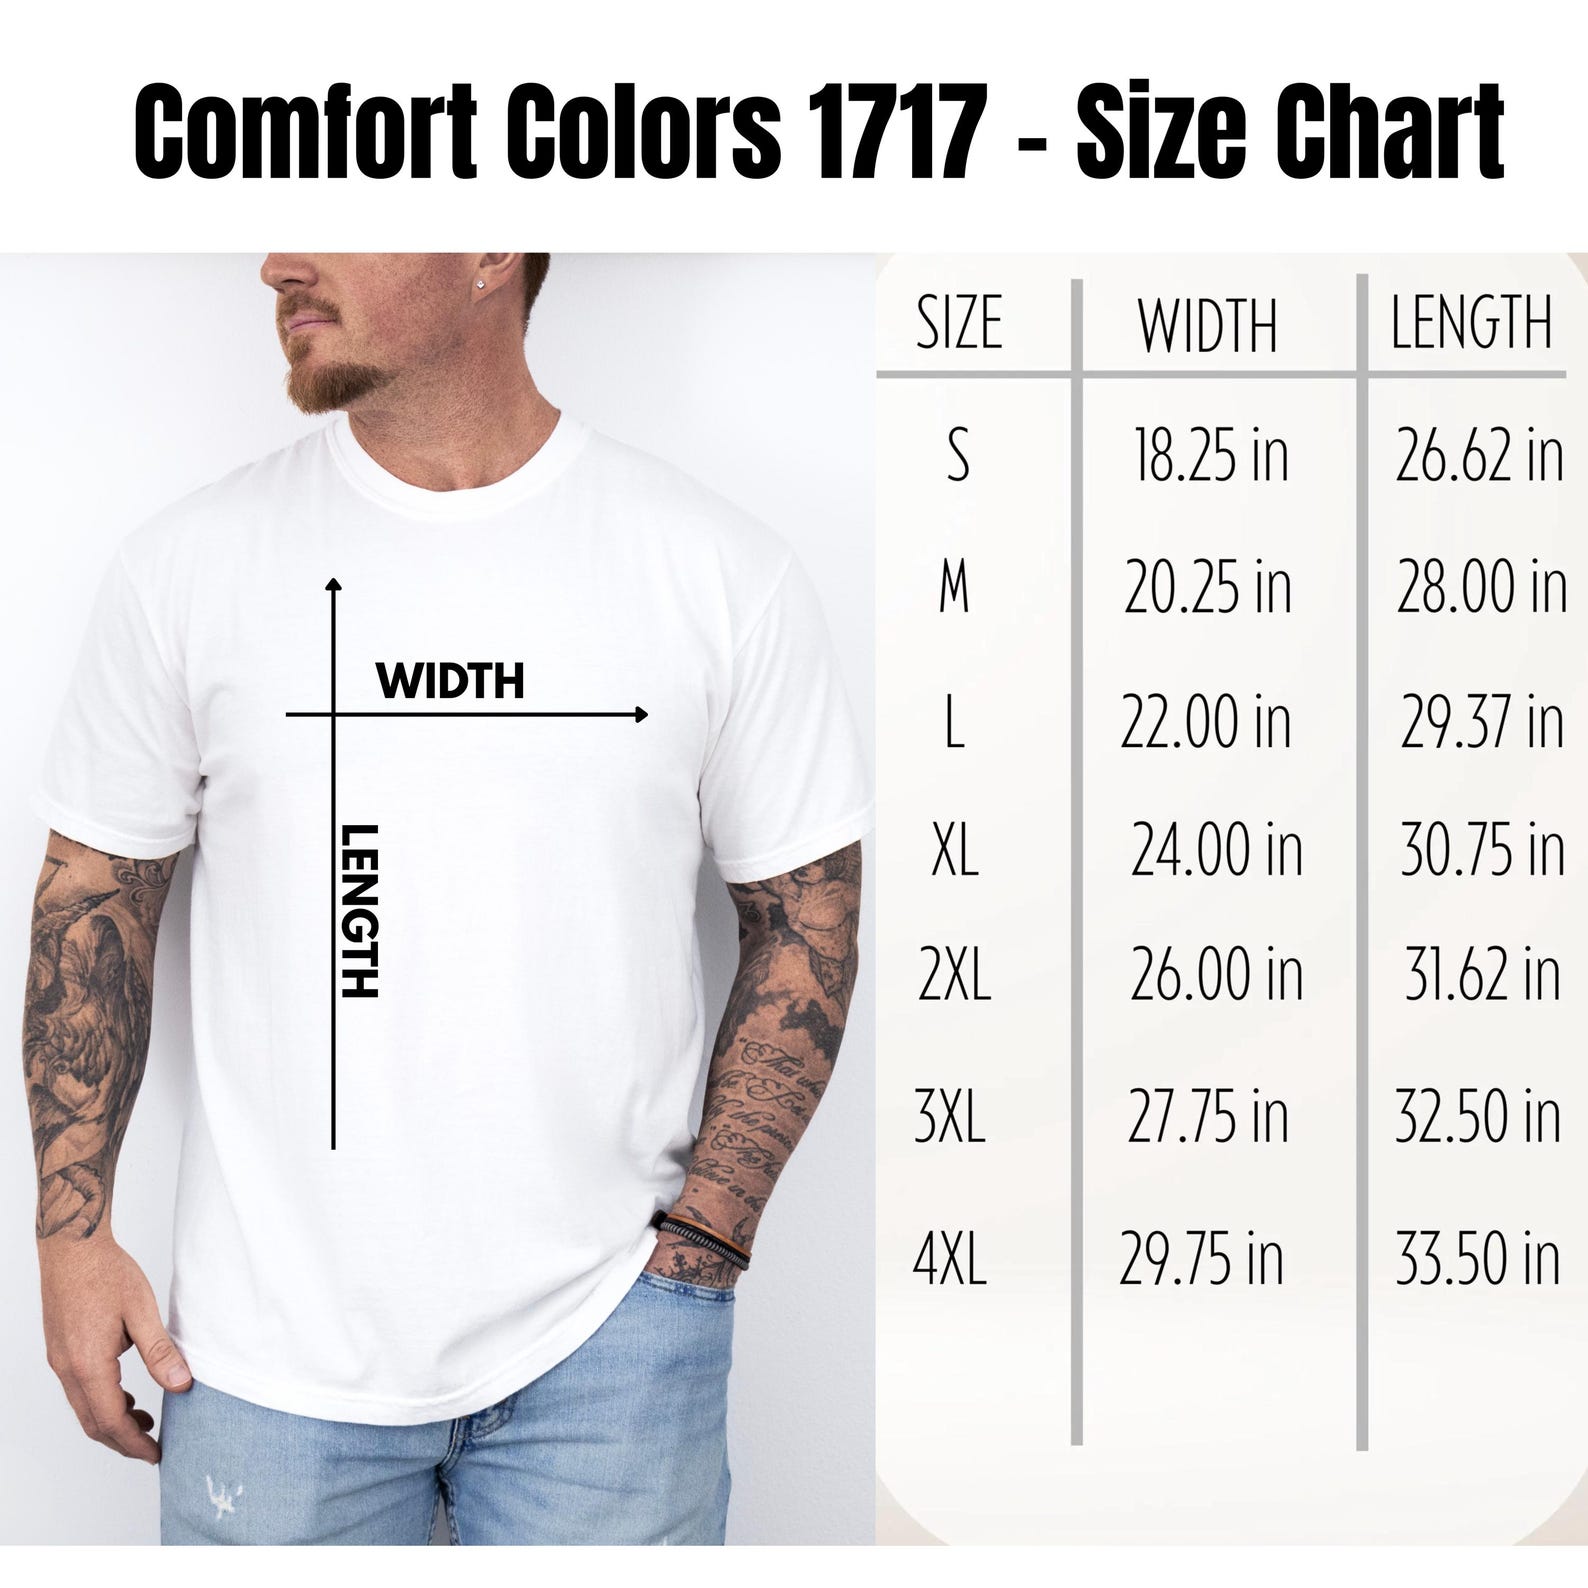 Comfort Colors 1717 - Size Chart
WIDTH
LENGTH
SIZE WIDTH LENGTH
S 18.25 in 26.62 in
M 20.25 in 28.00 in
L 22.00 in 29.37 in
XL 24.00 in 30.75 in
2XL 26.00 in 31.62 in
3XL 27.75 in 32.50 in
4XL 29.75 in 33.50 in
"That